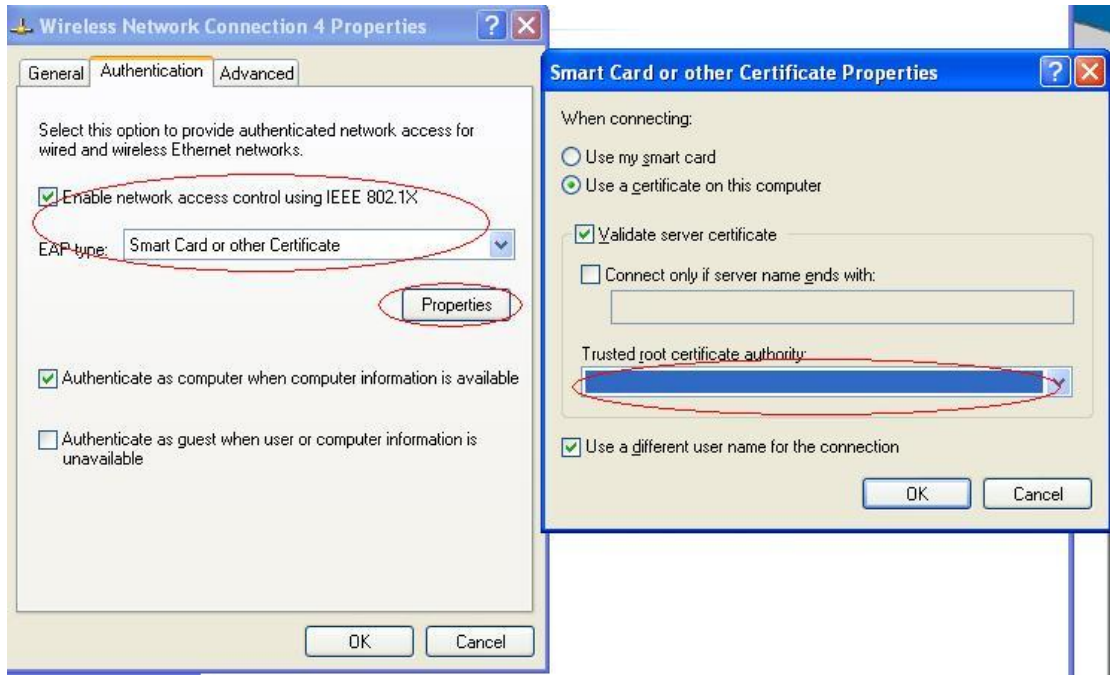 Wireless Network Connection 4 Properties
General Authentication Advanced
Select this option to provide authenticated network access for
wired and wireless Ethernet networks.
Enable network access control using IEEE 802.1X
EAP type: Smart Card or other Certificate
Properties
Authenticate as computer when computer information is available
Authenticate as guest when user or computer information is
unavailable
OK Cancel
Smart Card or other Certificate Properties
When connecting:
Use my smart card
Use a certificate on this computer
Validate server certificate
Connect only if server name ends with:
Trusted root certificate authority:
Use a different user name for the connection
OK Cancel